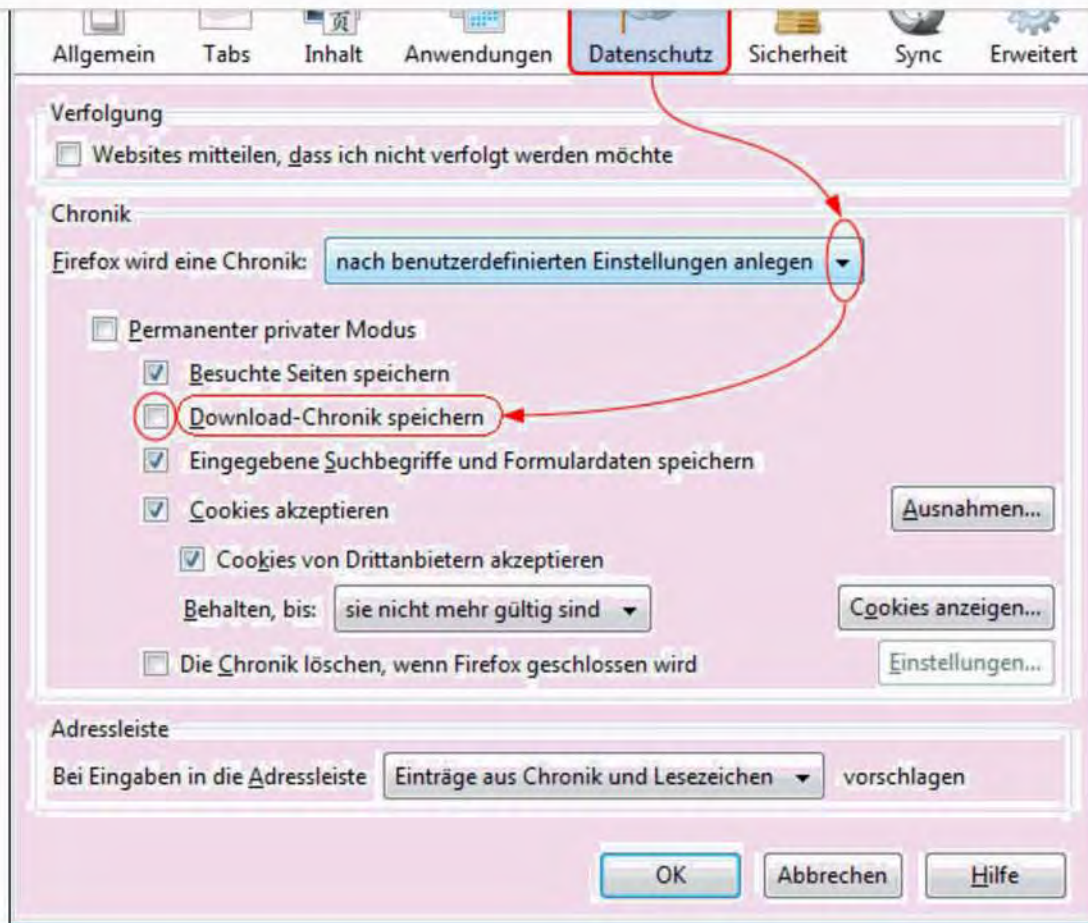 Allgemein Tabs Inhalt Anwendungen Datenschutz Sicherheit Sync Erweitert
Verfolgung
Websites mitteilen, dass ich nicht verfolgt werden möchte
Chronik
Firefox wird eine Chronik: nach benutzerdefinierten Einstellungen anlegen
Permanenter privater Modus
Besuchte Seiten speichern
Download-Chronik speichern
Eingegebene Suchbegriffe und Formulardaten speichern
Cookies akzeptieren Ausnahmen...
Cookies von Drittanbietern akzeptieren
Behalten, bis: sie nicht mehr gültig sind Cookies anzeigen...
Die Chronik löschen, wenn Firefox geschlossen wird Einstellungen...
Adressleiste
Bei Eingaben in die Adressleiste Einträge aus Chronik und Lesezeichen vorschlagen
OK Abbrechen Hilfe